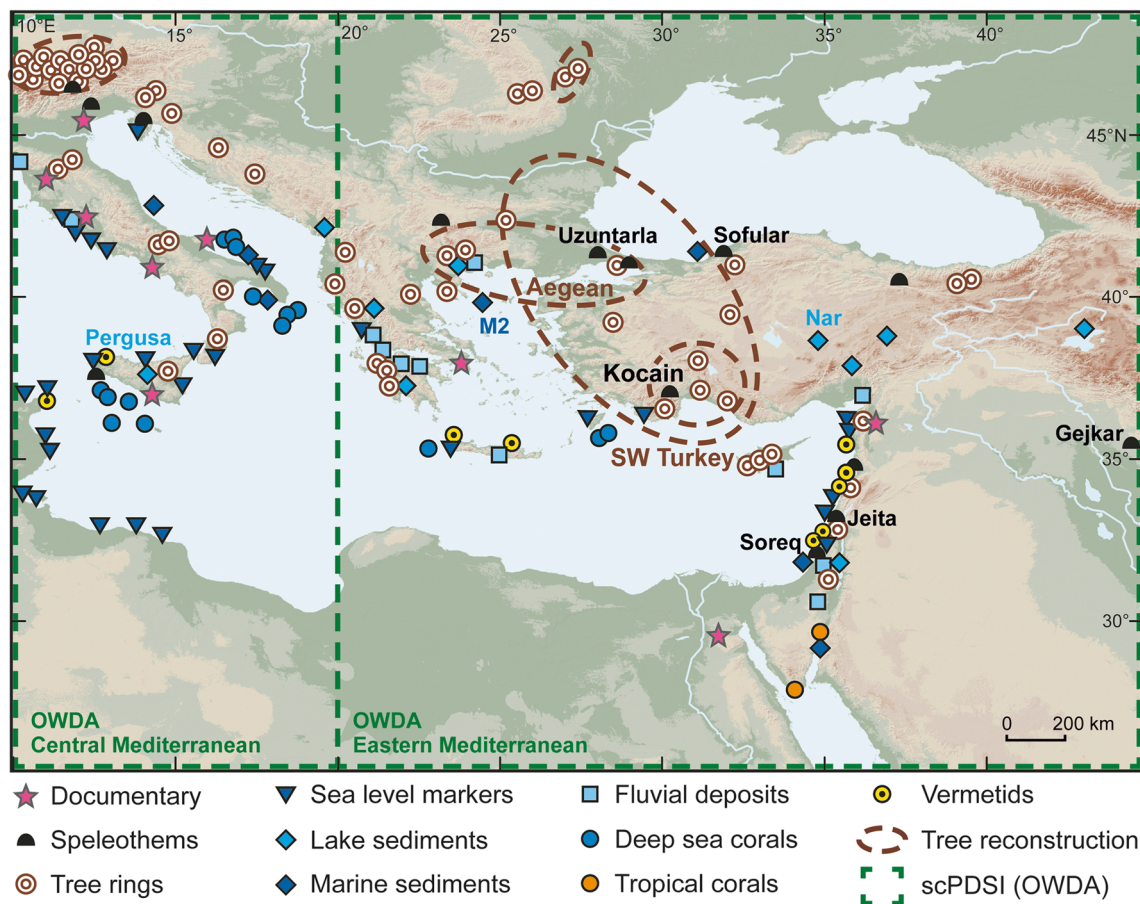 10°E
15°
20°
25°
30°
35°
40°
45°N
Uzuntarla
Sofular
Aegean
40°
Pergusa
M2
Nar
Kocain
Gejkar
35°
SW Turkey
Jeita
Soreq
30°
OWDA
Central Mediterranean
OWDA
Eastern Mediterranean
0 200 km
Documentary
Sea level markers
Fluvial deposits
Vermetids
Speleothems
Lake sediments
Deep sea corals
Tree reconstruction
Tree rings
Marine sediments
Tropical corals
scPDSI (OWDA)